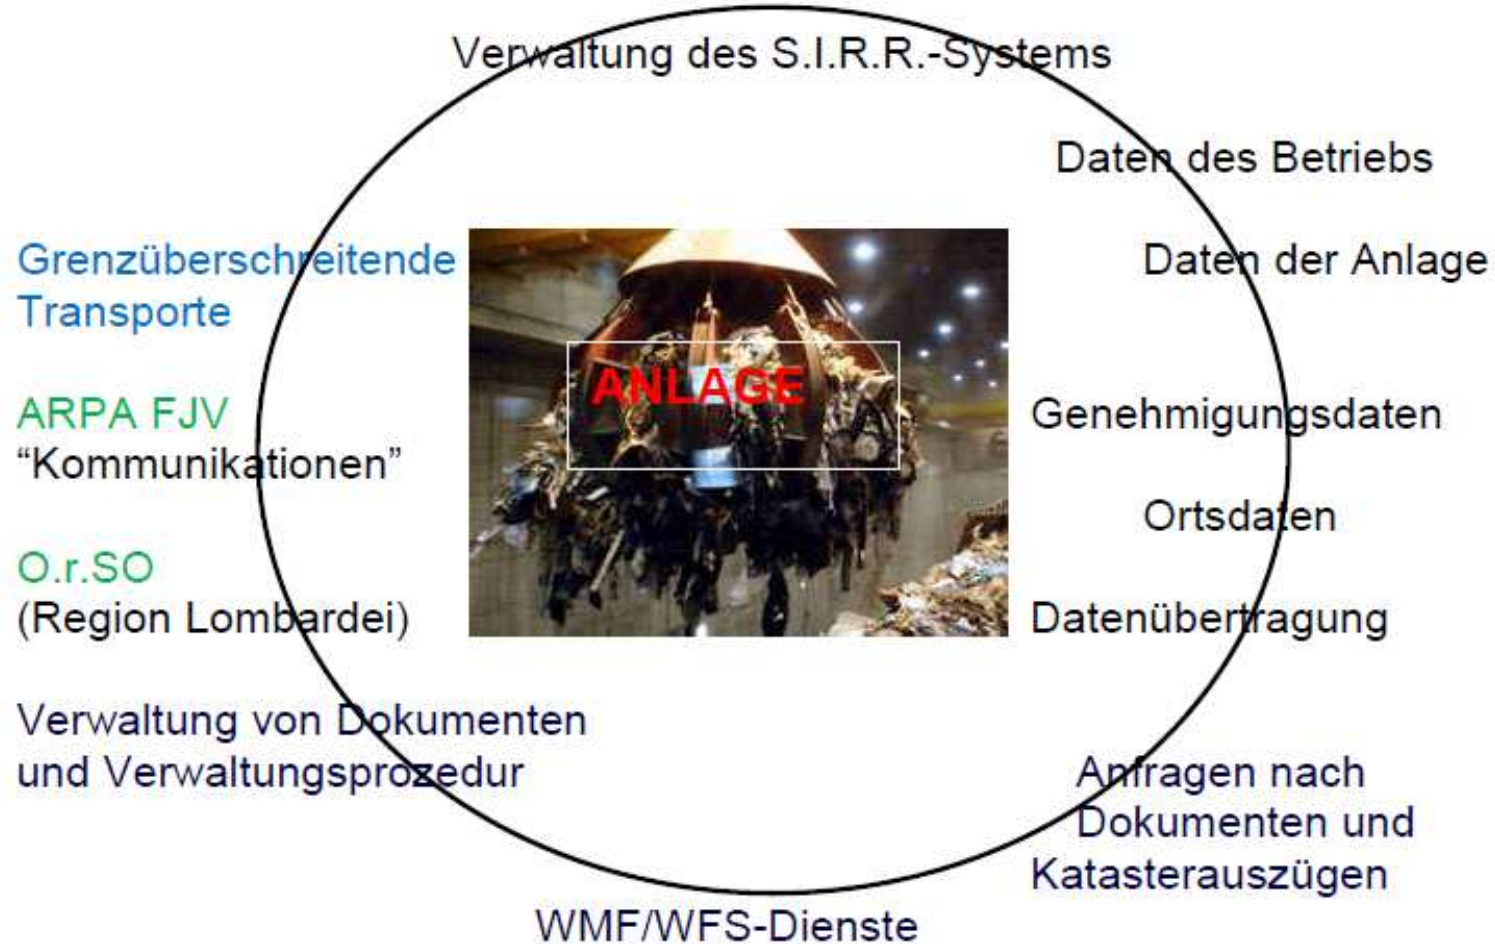 Verwaltung des S.I.R.R.-Systems
Daten des Betriebs
Daten der Anlage
Genehmigungsdaten
Ortsdaten
Datenübertragung
Anfragen nach
Dokumenten und
Katasterauszügen
WMF/WFS-Dienste
Verwaltung von Dokumenten
und Verwaltungsprozedur
O.r.SO
(Region Lombardei)
ARPA FJV
“Kommunikationen”
Grenzüberschreitende
Transporte
ANLAGE